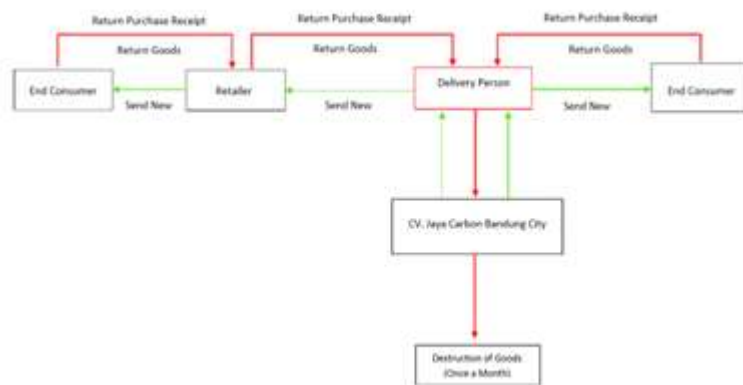 Return Purchase Receipt
Return Purchase Receipt
Return Purchase Receipt
Return Goods
Return Goods
Return Goods
End Consumer
Retailer
Delivery Person
End Consumer
Send New
Send New
Send New
CV. Jaya Carbon Bandung City
Destruction of Goods
(Once a Month)